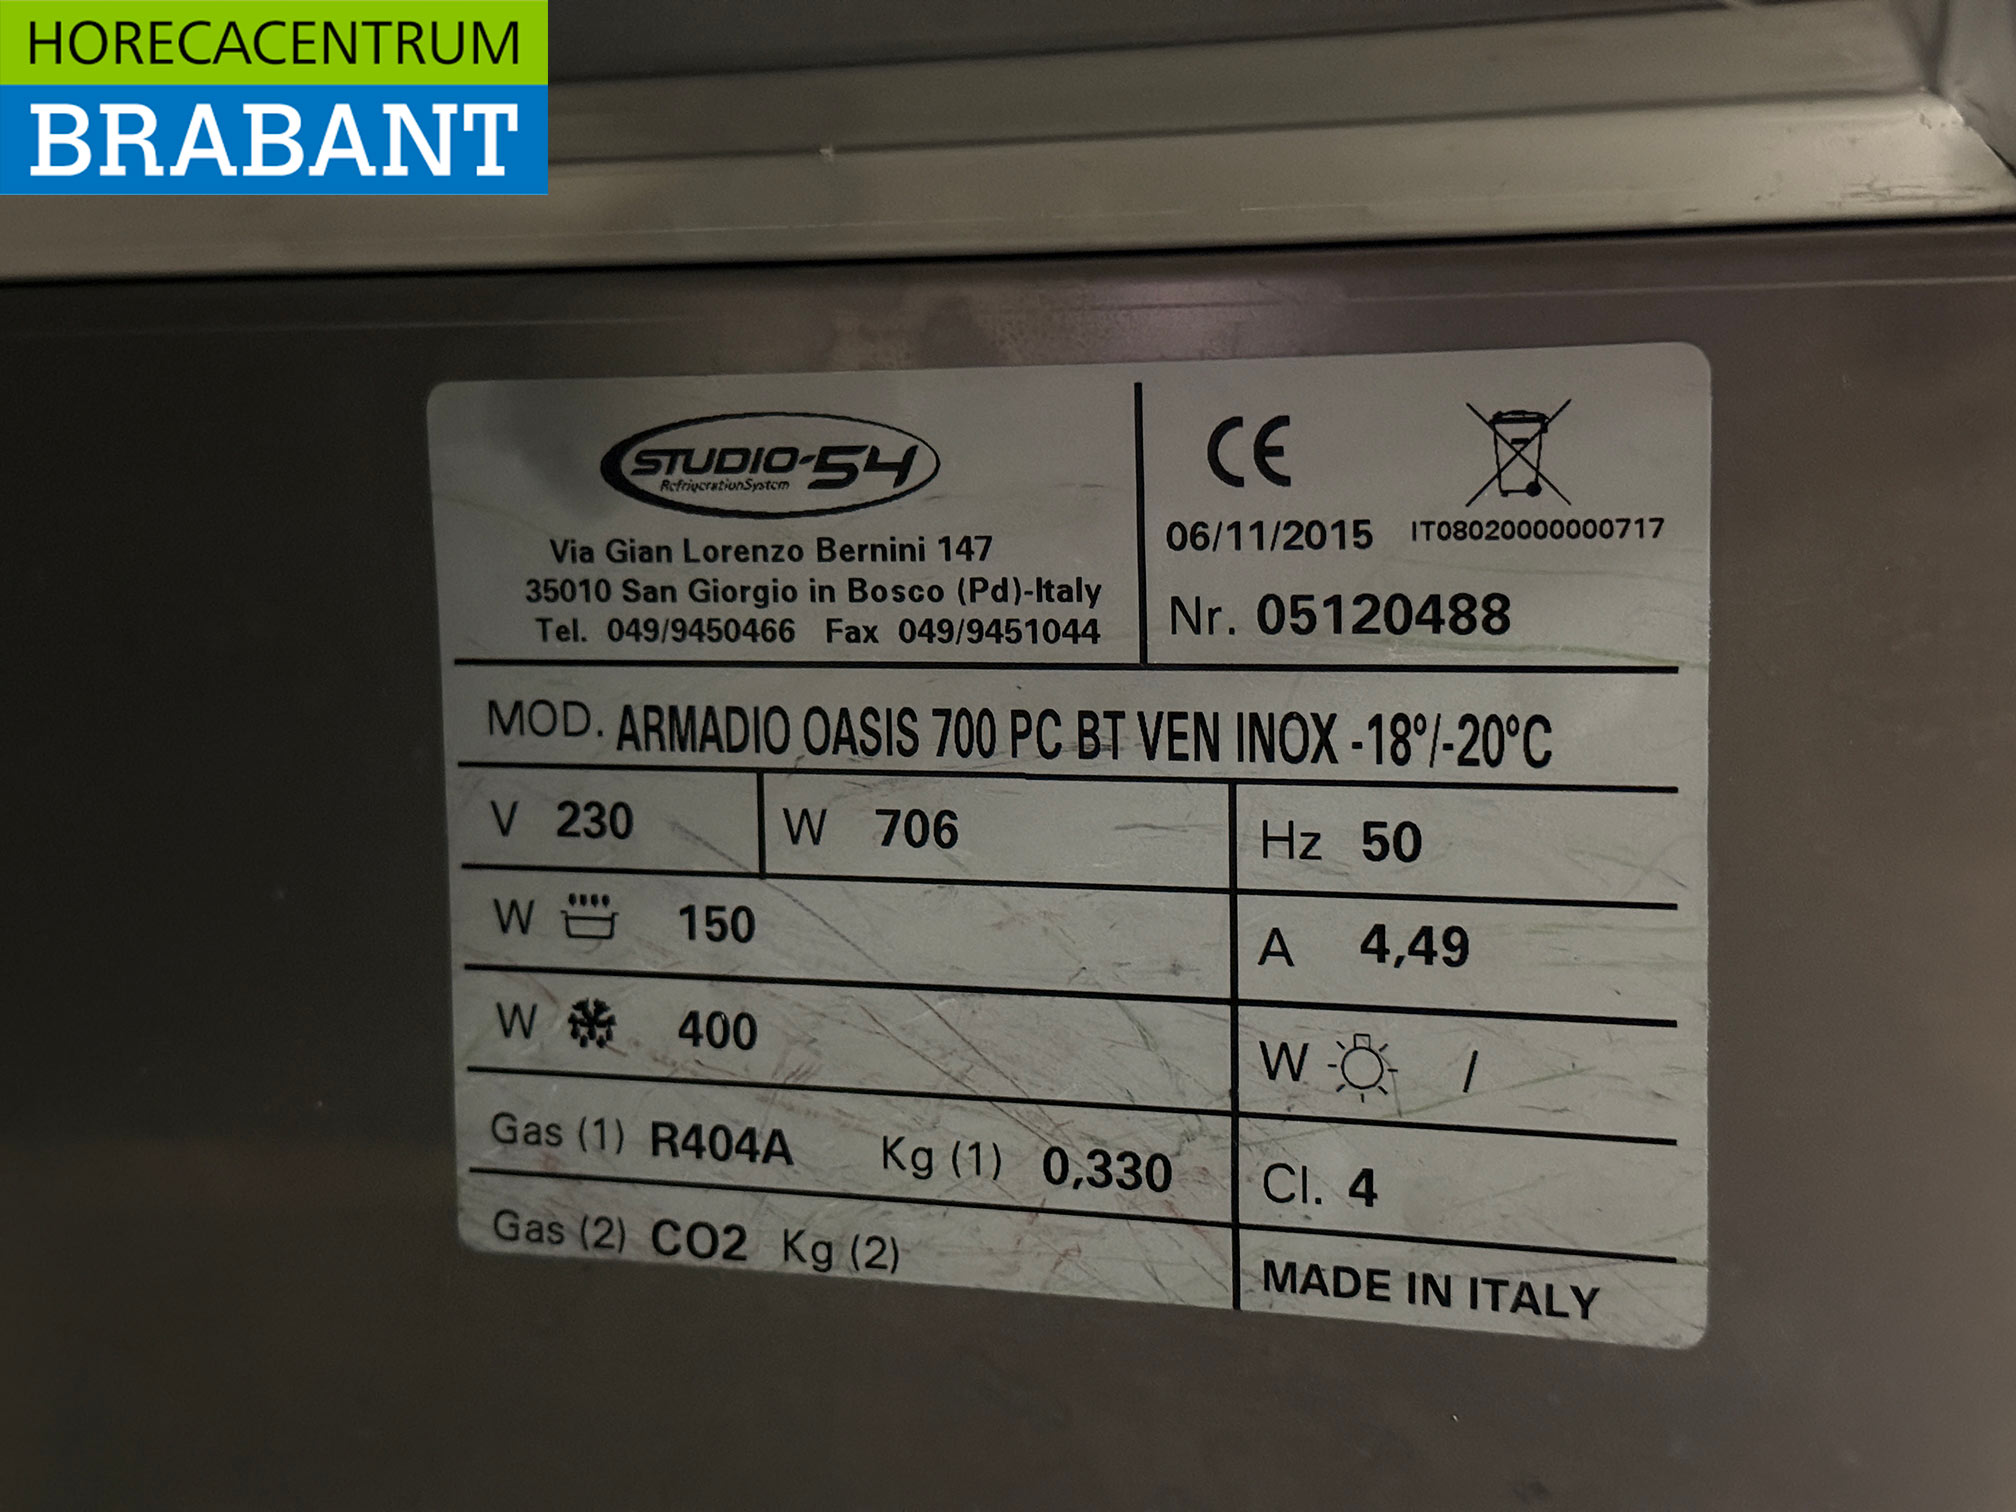 HORECACENTRUM
BRABANT
STUDIO-54
RefrigerationSystem
Via Gian Lorenzo Bernini 147
35010 San Giorgio in Bosco (Pd)-Italy
Tel. 049/9450466 Fax 049/9451044
CE
06/11/2015 IT08020000000717
Nr. 05120488
MOD. ARMADIO OASIS 700 PC BT VEN INOX -18°/-20°C
V 230 W 706 Hz 50
W 150 A 4,49
W 400 W /
Gas (1) R404A Kg (1) 0,330 Cl. 4
Gas (2) CO2 Kg (2) MADE IN ITALY